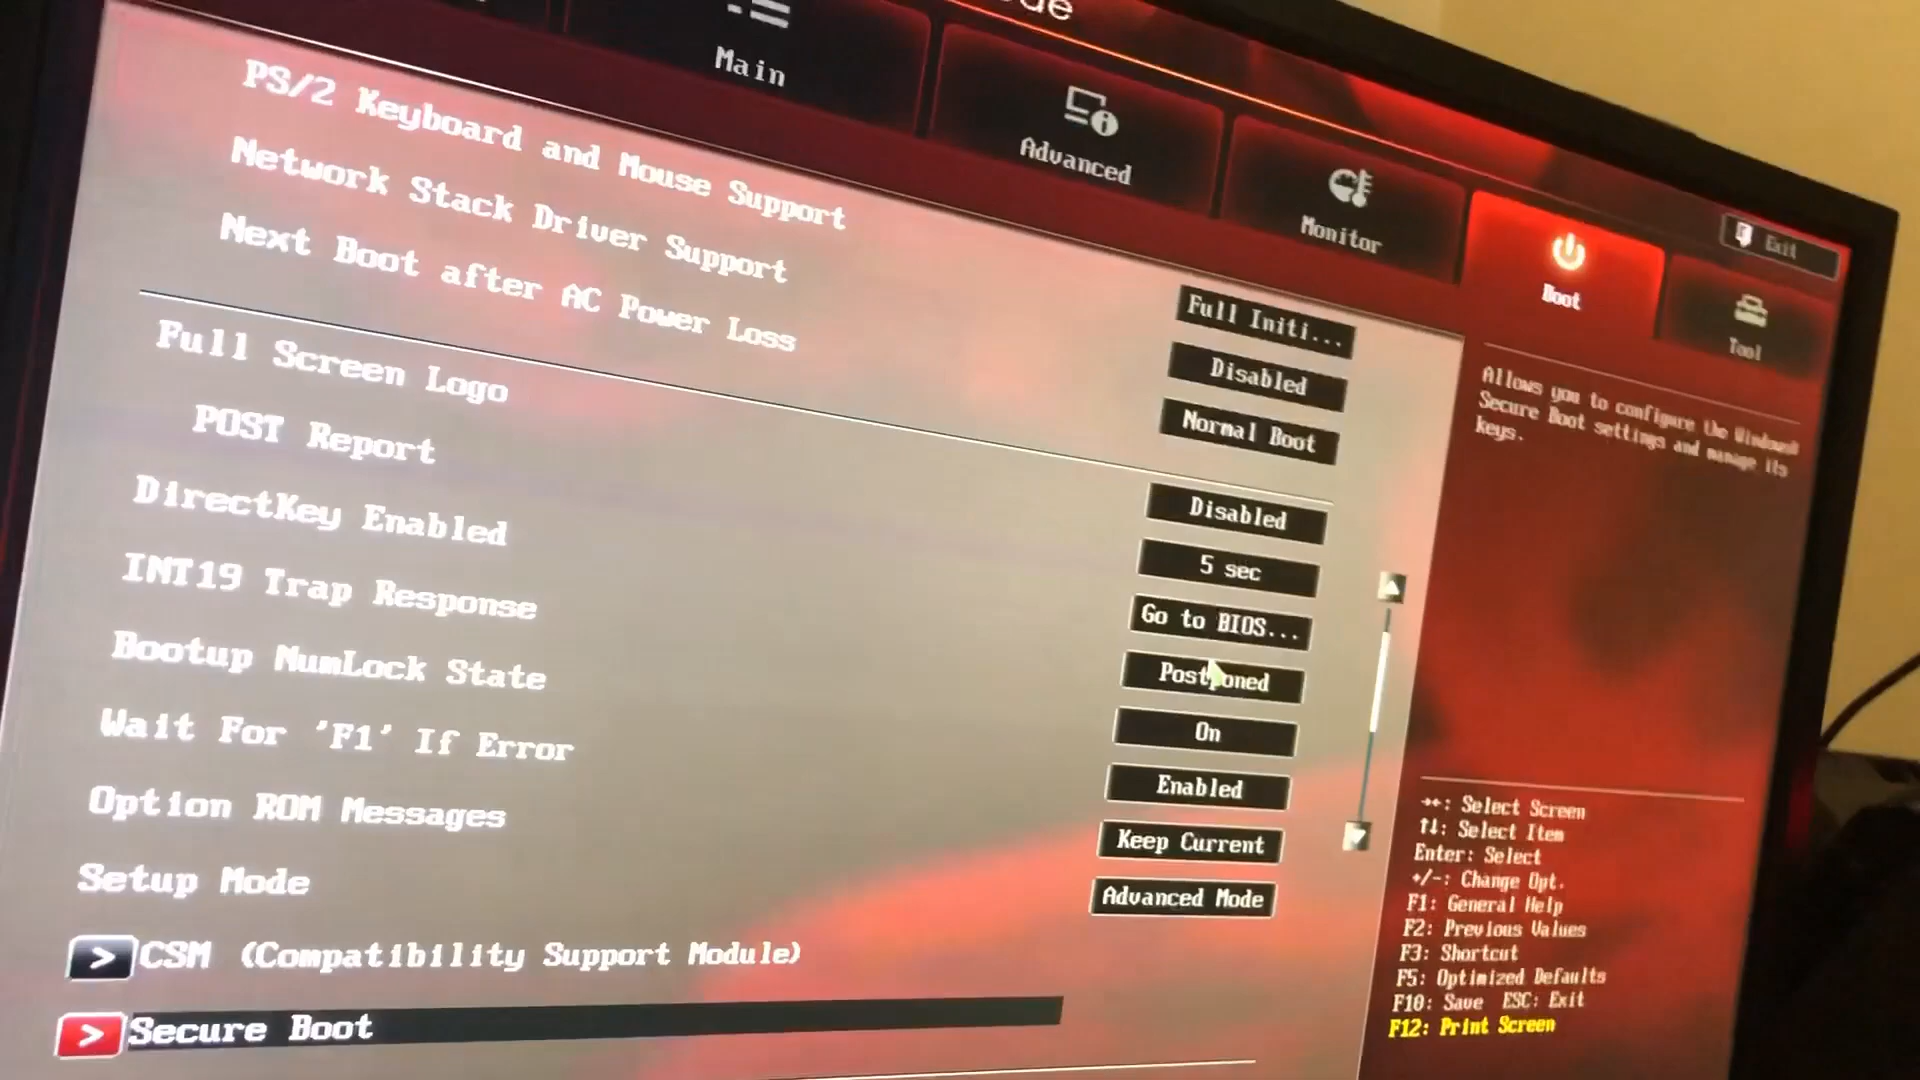 Main
Advanced
Monitor
Boot
Tool
Exit
PS/2 Keyboard and Mouse Support
Full Initi...
Network Stack Driver Support
Disabled
Next Boot after AC Power Loss
Normal Boot
Full Screen Logo
Disabled
POST Report
5 sec
DirectKey Enabled
Go to BIOS...
INT19 Trap Response
Postponed
Bootup NumLock State
On
Wait For 'F1' If Error
Enabled
Option ROM Messages
Keep Current
Setup Mode
Advanced Mode
> CSM (Compatibility Support Module)
> Secure Boot
Allows you to configure the Windows®
Secure Boot settings and manage its
keys.
→←: Select Screen
↑↓: Select Item
Enter: Select
+/-: Change Opt.
F1: General Help
F2: Previous Values
F3: Shortcut
F5: Optimized Defaults
F10: Save ESC: Exit
F12: Print Screen